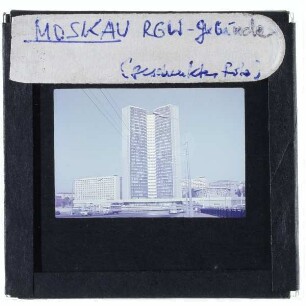 MOSKAU RGW-Gebäude
(geschenktes Foto)